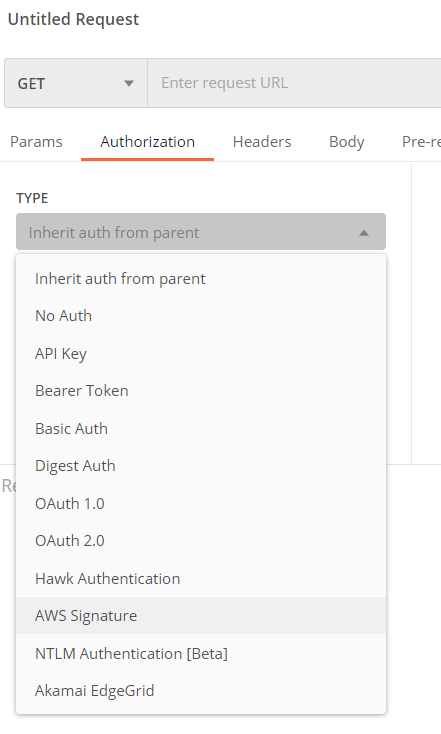 Untitled Request
GET Enter request URL
Params Authorization Headers Body Pre-re
TYPE
Inherit auth from parent
Inherit auth from parent
No Auth
API Key
Bearer Token
Basic Auth
Digest Auth
OAuth 1.0
Re
OAuth 2.0
Hawk Authentication
AWS Signature
NTLM Authentication [Beta]
Akamai EdgeGrid